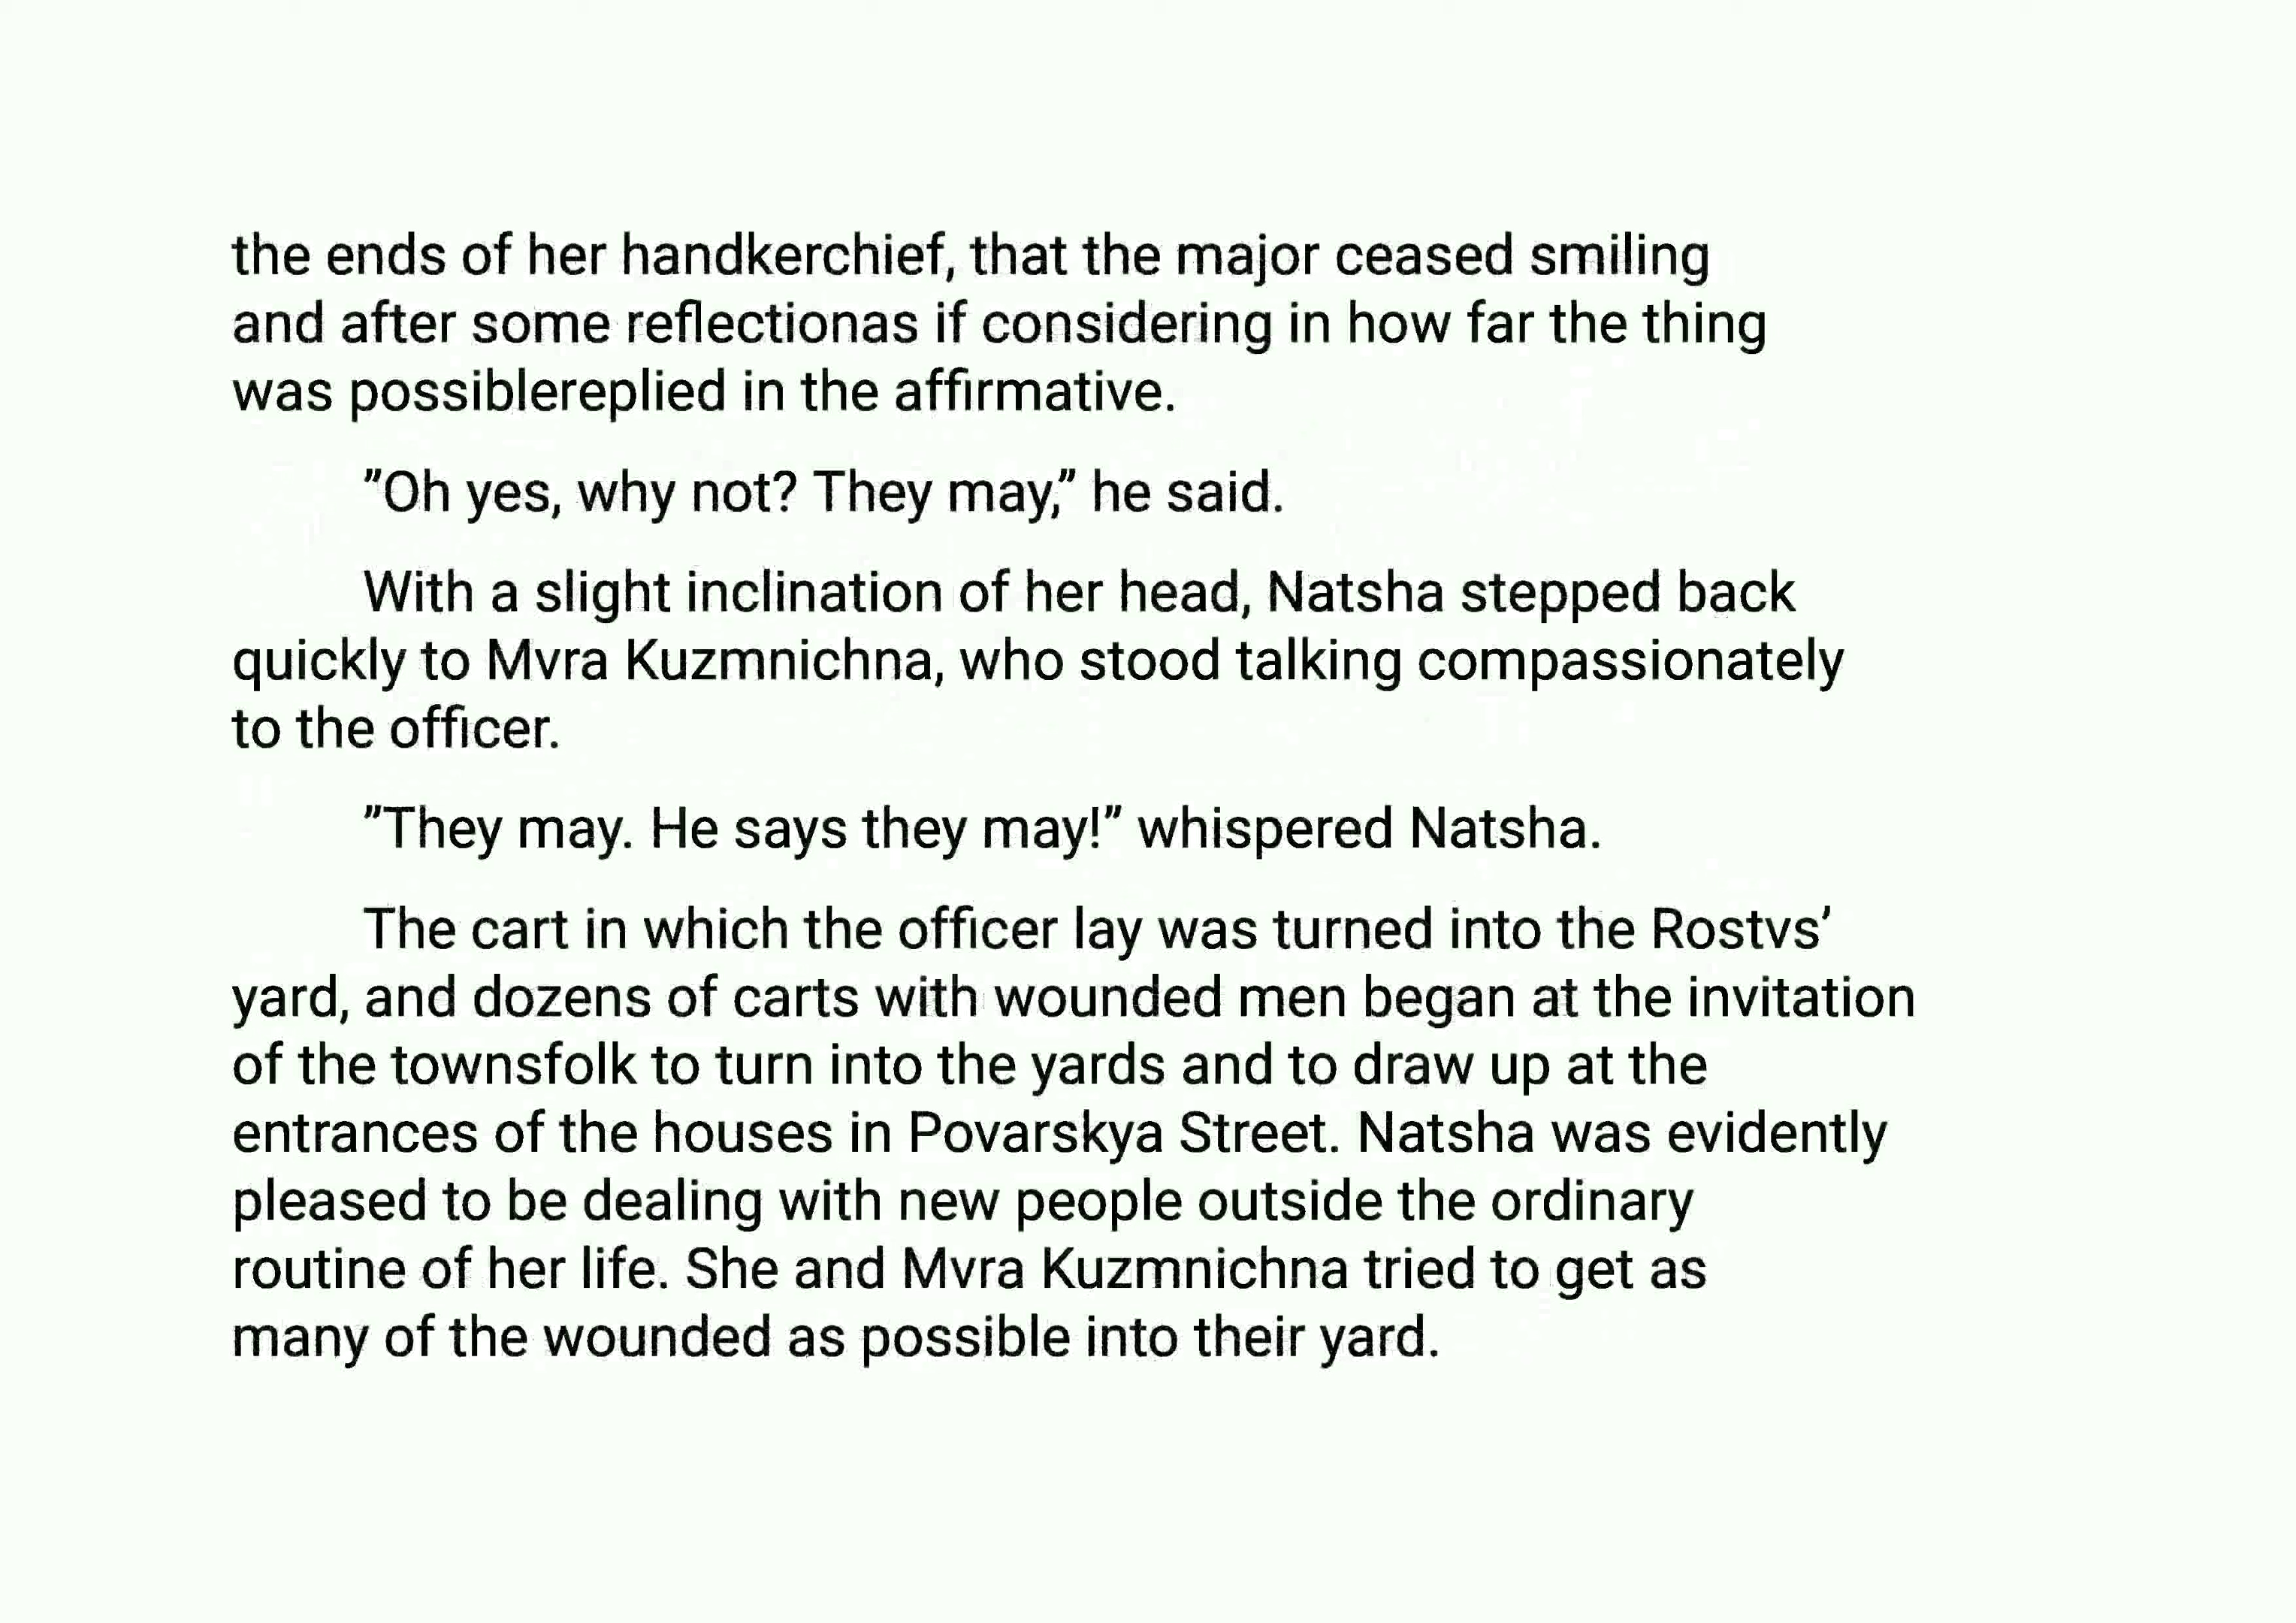 the ends of her handkerchief, that the major ceased smiling
and after some reflectionas if considering in how far the thing
was possiblereplied in the affirmative.
”Oh yes, why not? They may,” he said.
With a slight inclination of her head, Natsha stepped back
quickly to Mvra Kuzmnichna, who stood talking compassionately
to the officer.
”They may. He says they may!” whispered Natsha.
The cart in which the officer lay was turned into the Rostvs’
yard, and dozens of carts with wounded men began at the invitation
of the townsfolk to turn into the yards and to draw up at the
entrances of the houses in Povarskya Street. Natsha was evidently
pleased to be dealing with new people outside the ordinary
routine of her life. She and Mvra Kuzmnichna tried to get as
many of the wounded as possible into their yard.